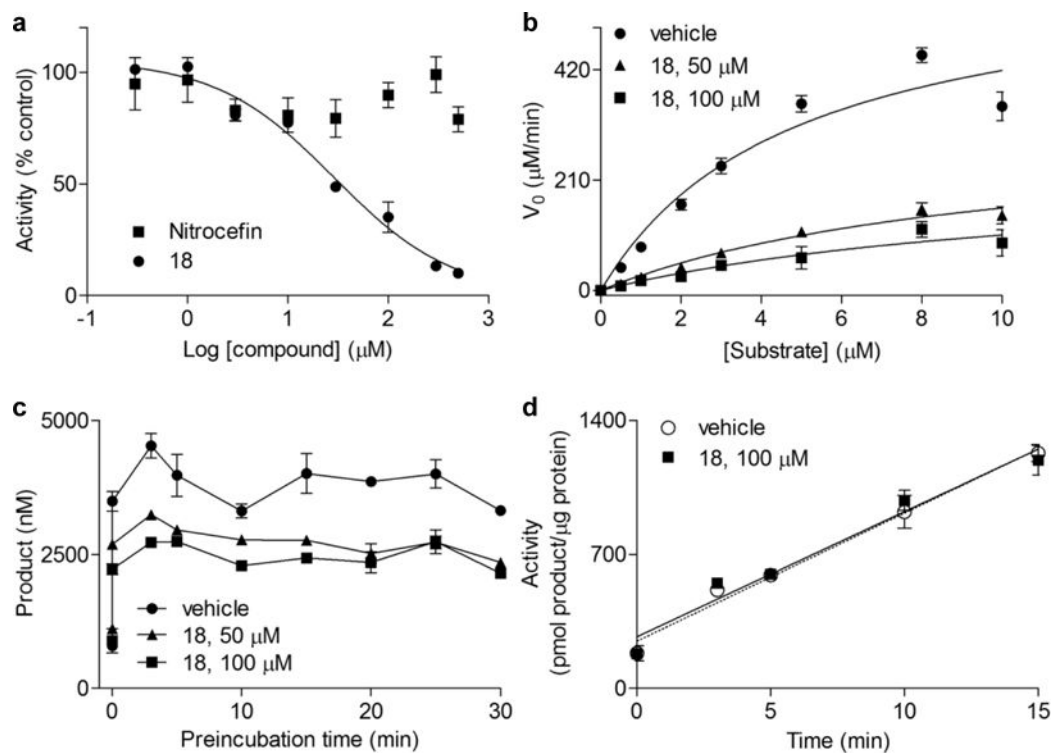 a
Activity (% control)
100
50
0
-1
0
1
2
3
Log [compound] (μM)
Nitrocefin
18
b
V0 (μM/min)
420
210
0
0
2
4
6
8
10
[Substrate] (μM)
vehicle
18, 50 μM
18, 100 μM
c
Product (nM)
5000
2500
0
0
10
20
30
Preincubation time (min)
vehicle
18, 50 μM
18, 100 μM
d
Activity
(pmol product/μg protein)
1400
700
0
0
5
10
15
Time (min)
vehicle
18, 100 μM